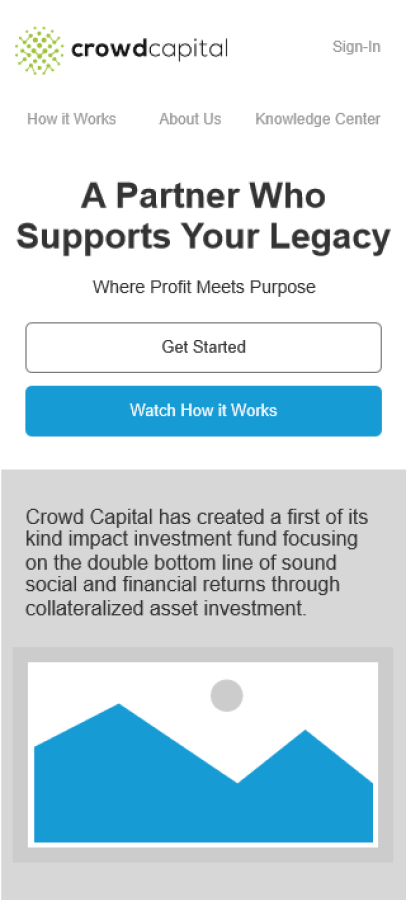 crowdcapital
Sign-In
How it Works
About Us
Knowledge Center
A Partner Who
Supports Your Legacy
Where Profit Meets Purpose
Get Started
Watch How it Works
Crowd Capital has created a first of its
kind impact investment fund focusing
on the double bottom line of sound
social and financial returns through
collateralized asset investment.